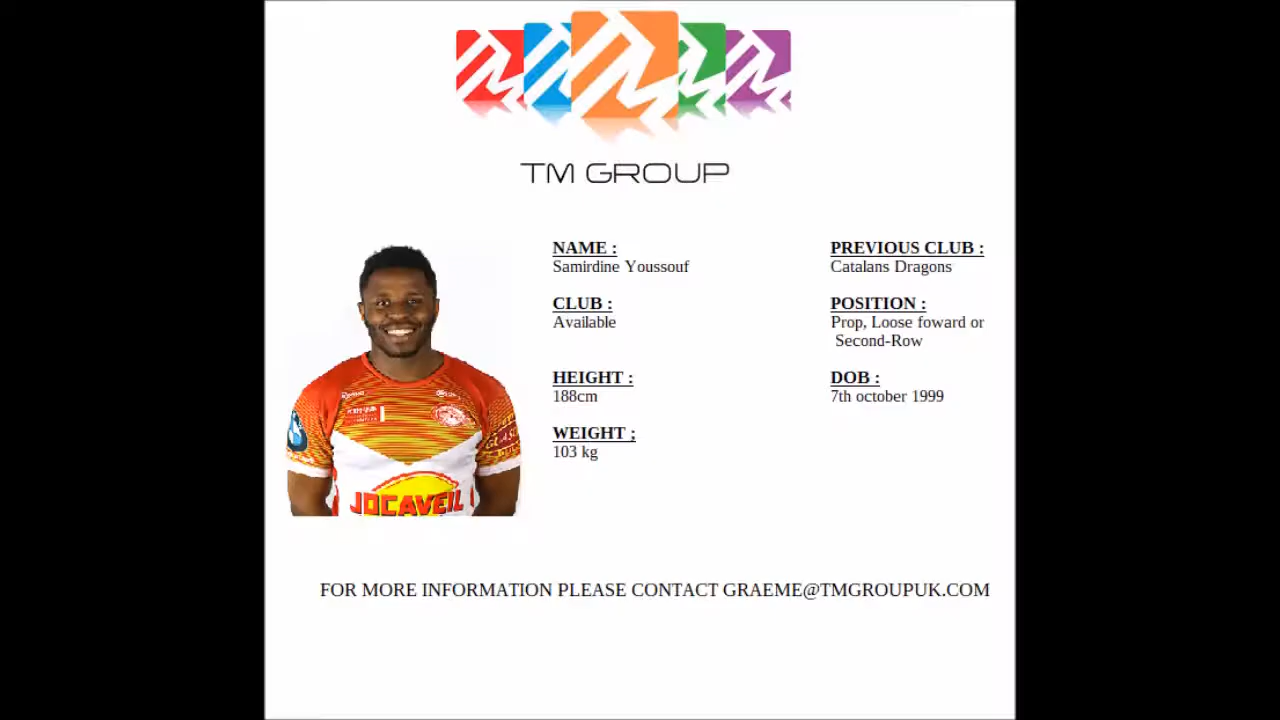 TM GROUP
NAME :
Samirdine Youssouf
PREVIOUS CLUB :
Catalans Dragons
CLUB :
Available
POSITION :
Prop, Loose foward or
Second-Row
HEIGHT :
188cm
DOB :
7th october 1999
WEIGHT ;
103 kg
JOCAVEIL
FOR MORE INFORMATION PLEASE CONTACT GRAEME@TMGROUPUK.COM